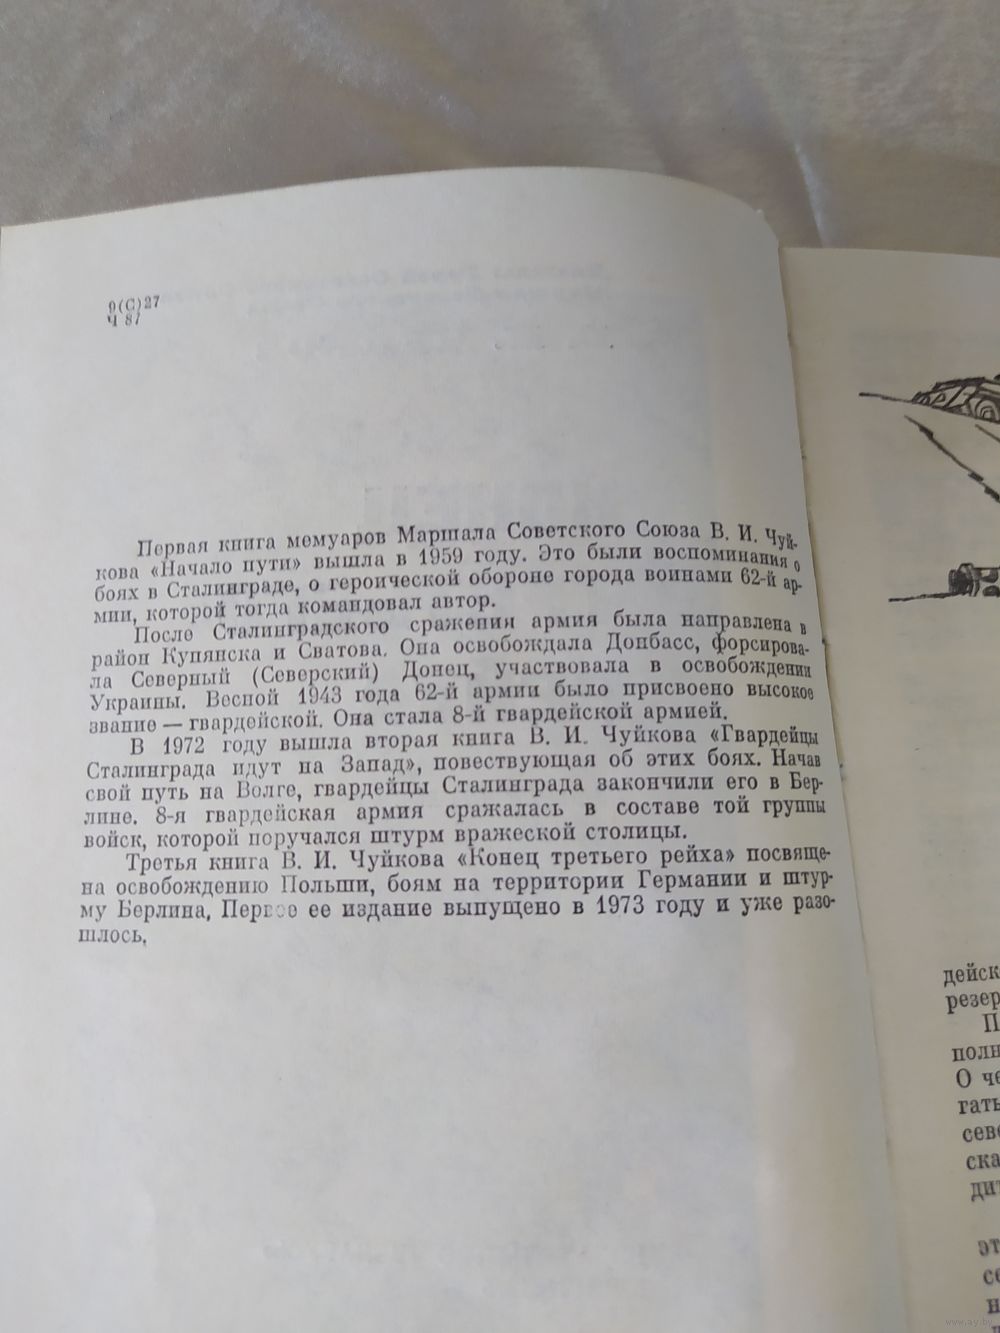 9(С)27
Ч 87
Первая книга мемуаров Маршала Советского Союза В. И. Чуй-
кова «Начало пути» вышла в 1959 году. Это были воспоминания о
боях в Сталинграде, о героической обороне города воинами 62-й ар-
мии, которой тогда командовал автор.
После Сталинградского сражения армия была направлена в
район Купянска и Сватова. Она освобождала Донбасс, форсирова-
ла Северный (Северский) Донец, участвовала в освобождении
Украины. Весной 1943 года 62-й армии было присвоено высокое
звание — гвардейской. Она стала 8-й гвардейской армией.
В 1972 году вышла вторая книга В. И. Чуйкова «Гвардейцы
Сталинграда идут на Запад», повествующая об этих боях. Начав
свой путь на Волге, гвардейцы Сталинграда закончили его в Бер-
лине. 8-я гвардейская армия сражалась в составе той группы
войск, которой поручался штурм вражеской столицы.
Третья книга В. И. Чуйкова «Конец третьего рейха» посвяще-
на освобождению Польши, боям на территории Германии и штур-
му Берлина. Первое ее издание выпущено в 1973 году и уже разо-
шлось.
дейск
резер
П
полн
О че
гать
севе
ска
дит
эт
се
н
www.ay.by